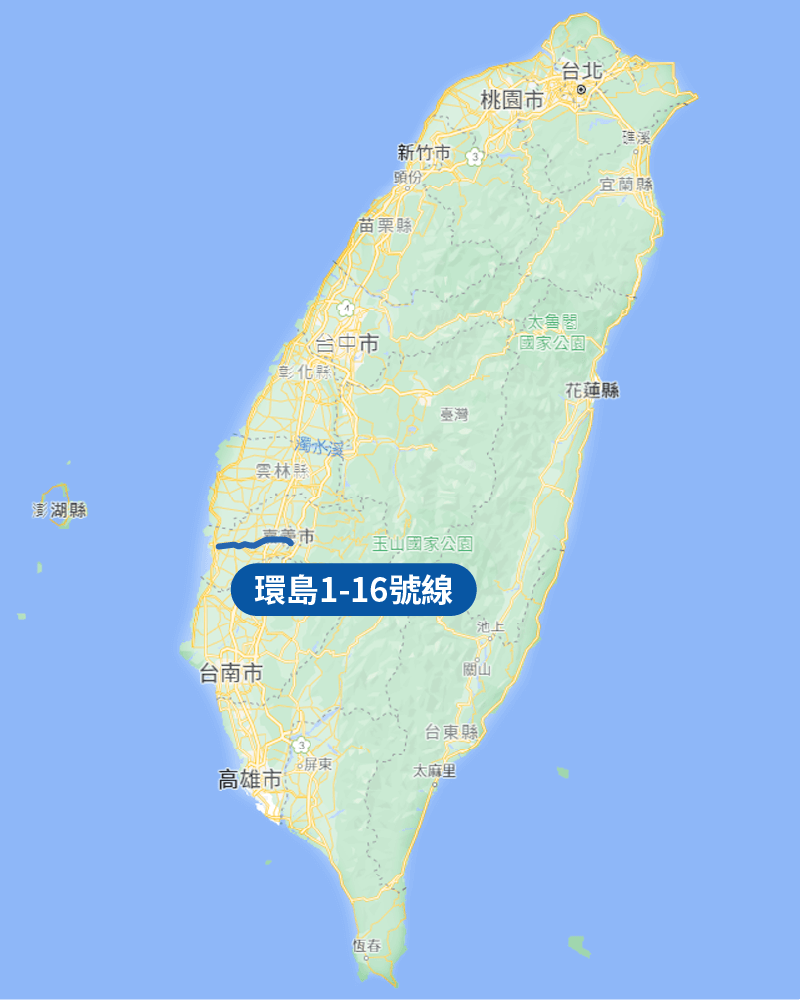 台北
桃園市
礁溪
新竹市
3
頭份
宜蘭縣
苗栗縣
4
太魯閣
國家公園
台中市
彰化縣
花蓮縣
臺灣
濁水溪
雲林縣
澎湖縣
嘉義市
玉山國家公園
環島1-16號線
池上
關山
台南市
台東縣
3
屏東
太麻里
高雄市
恆春